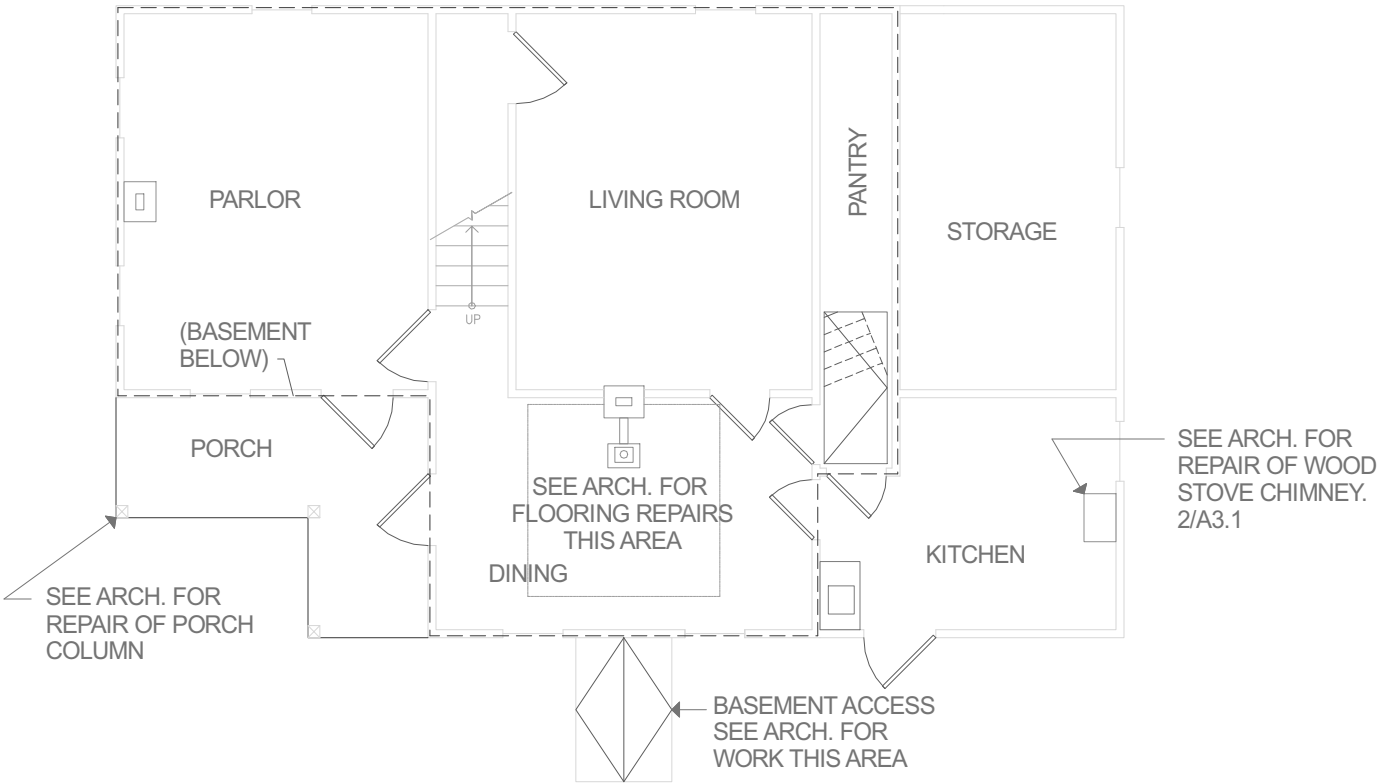 PARLOR
LIVING ROOM
PANTRY
STORAGE
UP
(BASEMENT
BELOW)
PORCH
SEE ARCH. FOR
FLOORING REPAIRS
THIS AREA
DINING
KITCHEN
SEE ARCH. FOR
REPAIR OF WOOD
STOVE CHIMNEY.
2/A3.1
SEE ARCH. FOR
REPAIR OF PORCH
COLUMN
BASEMENT ACCESS
SEE ARCH. FOR
WORK THIS AREA